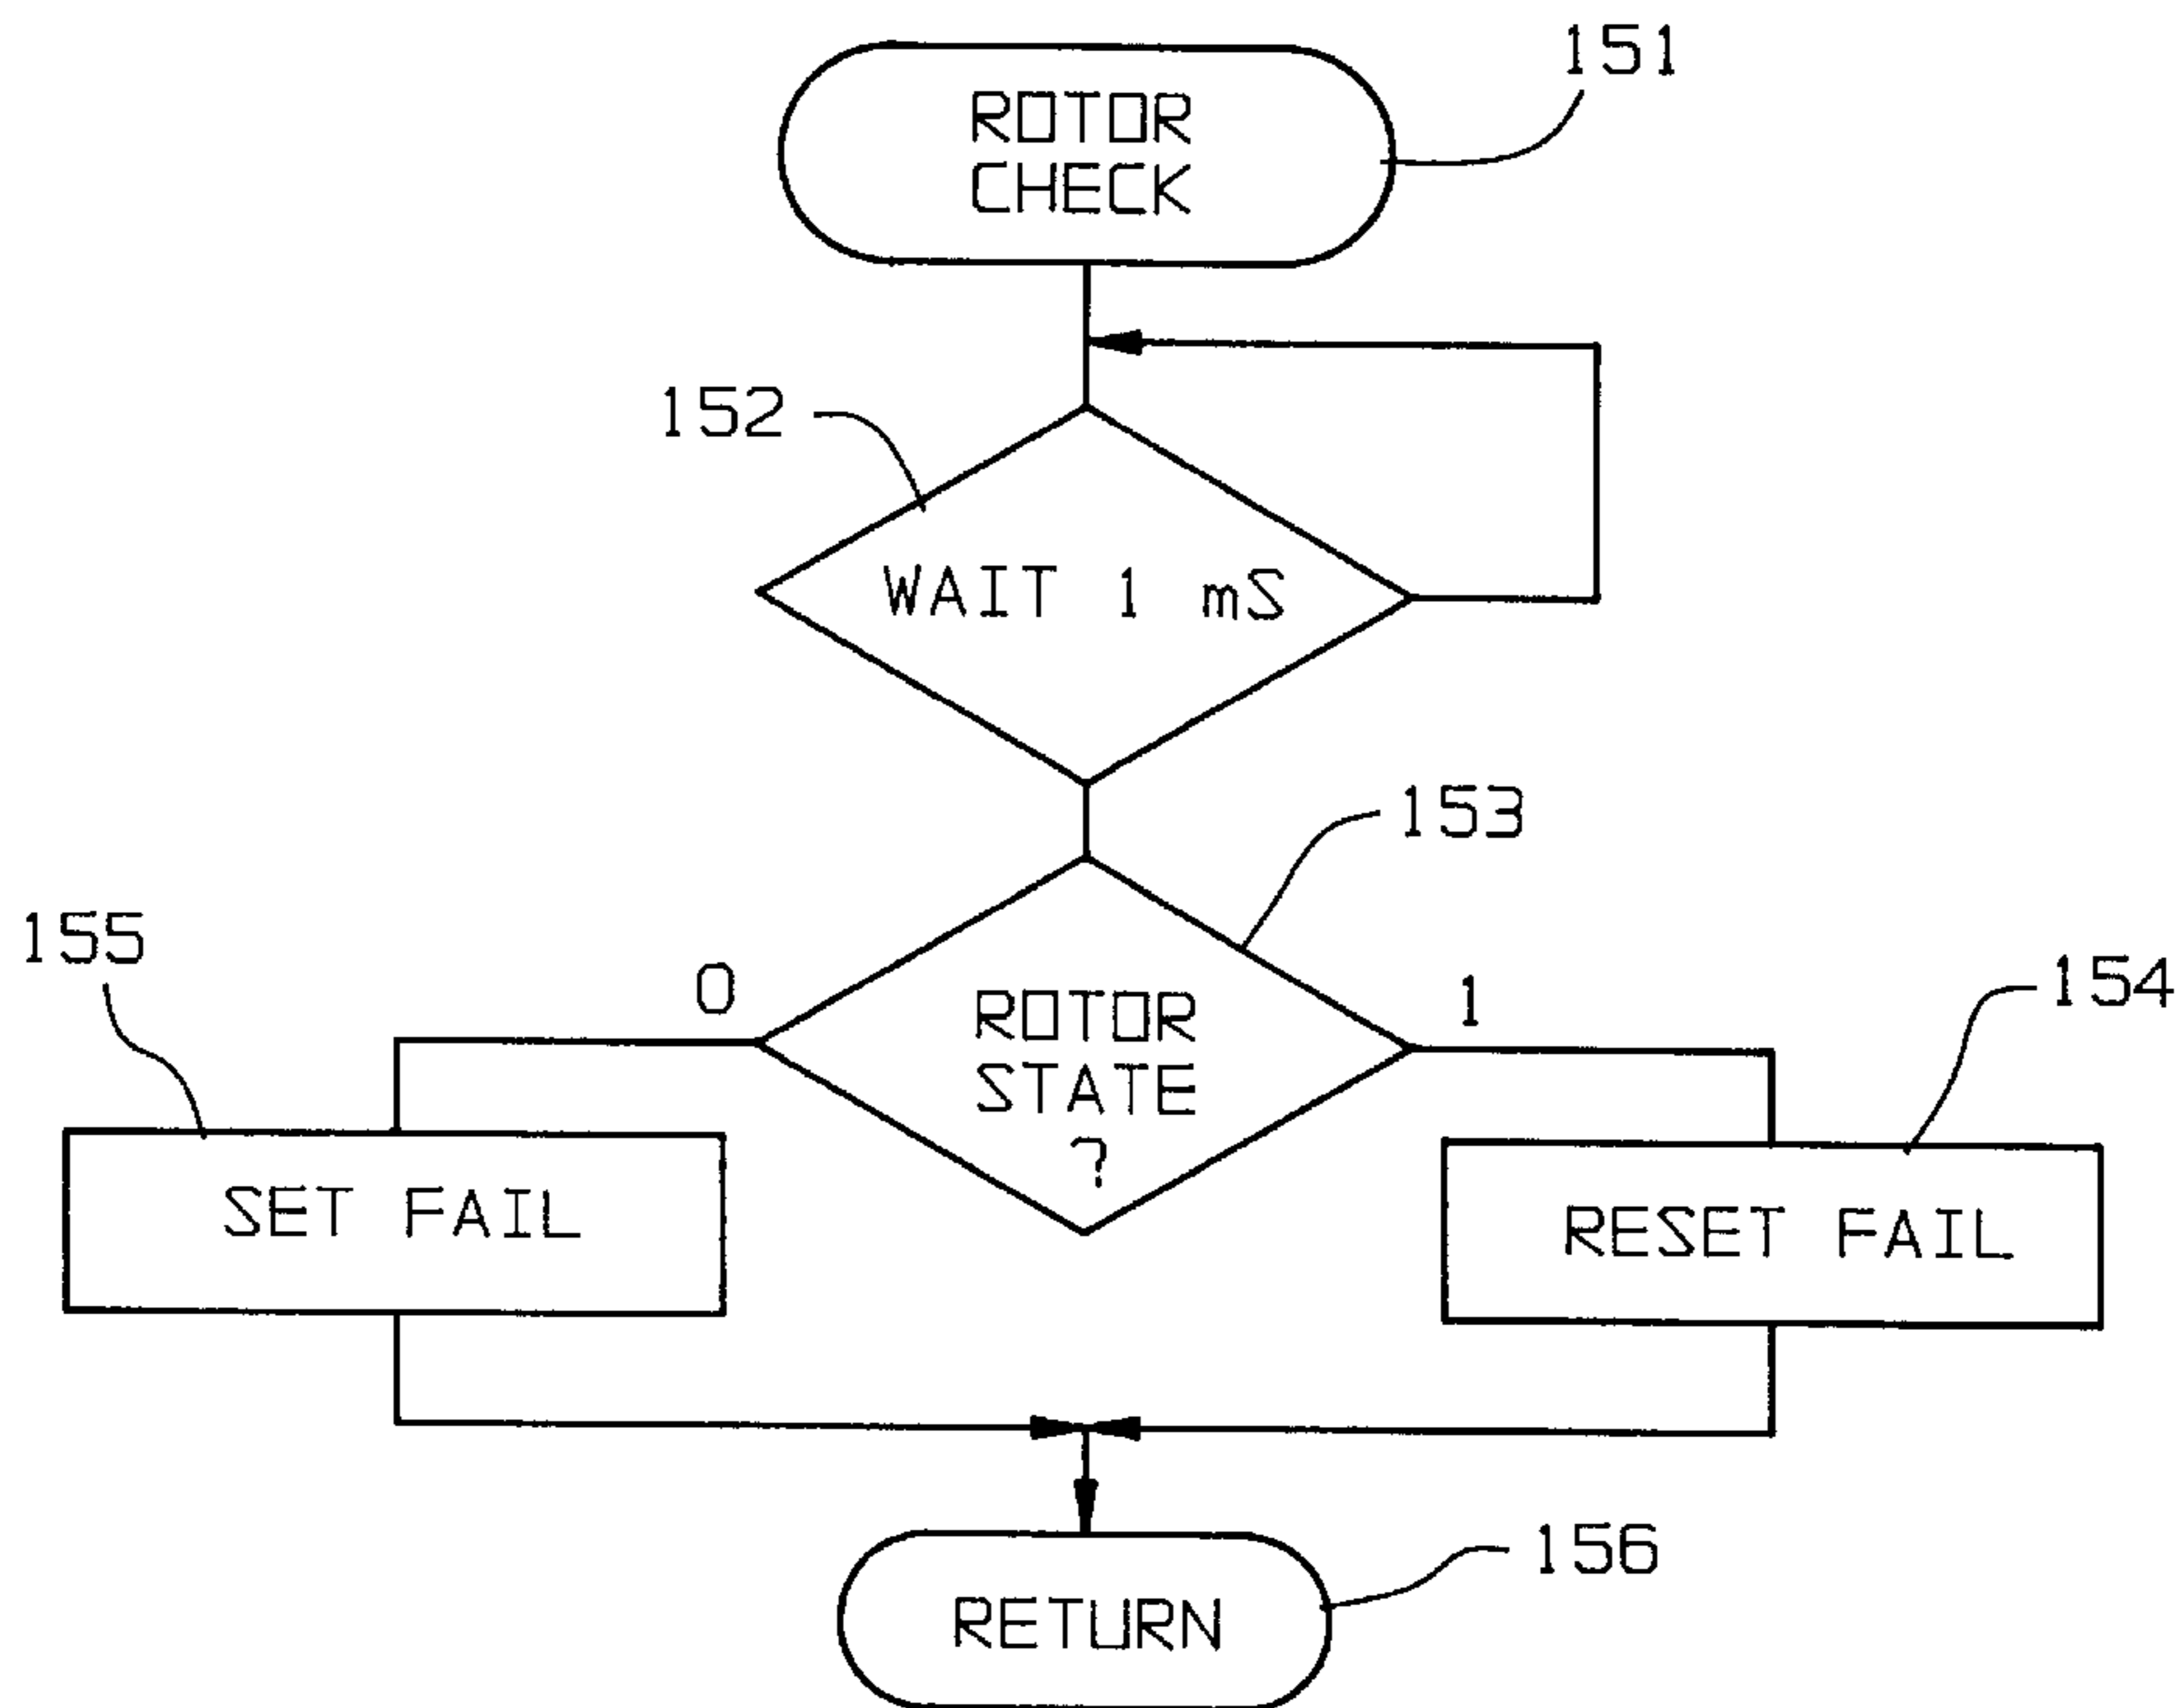 151
ROTOR
CHECK
152
WAIT 1 mS
153
155
0
1
154
ROTOR
STATE
?
SET FAIL
RESET FAIL
156
RETURN